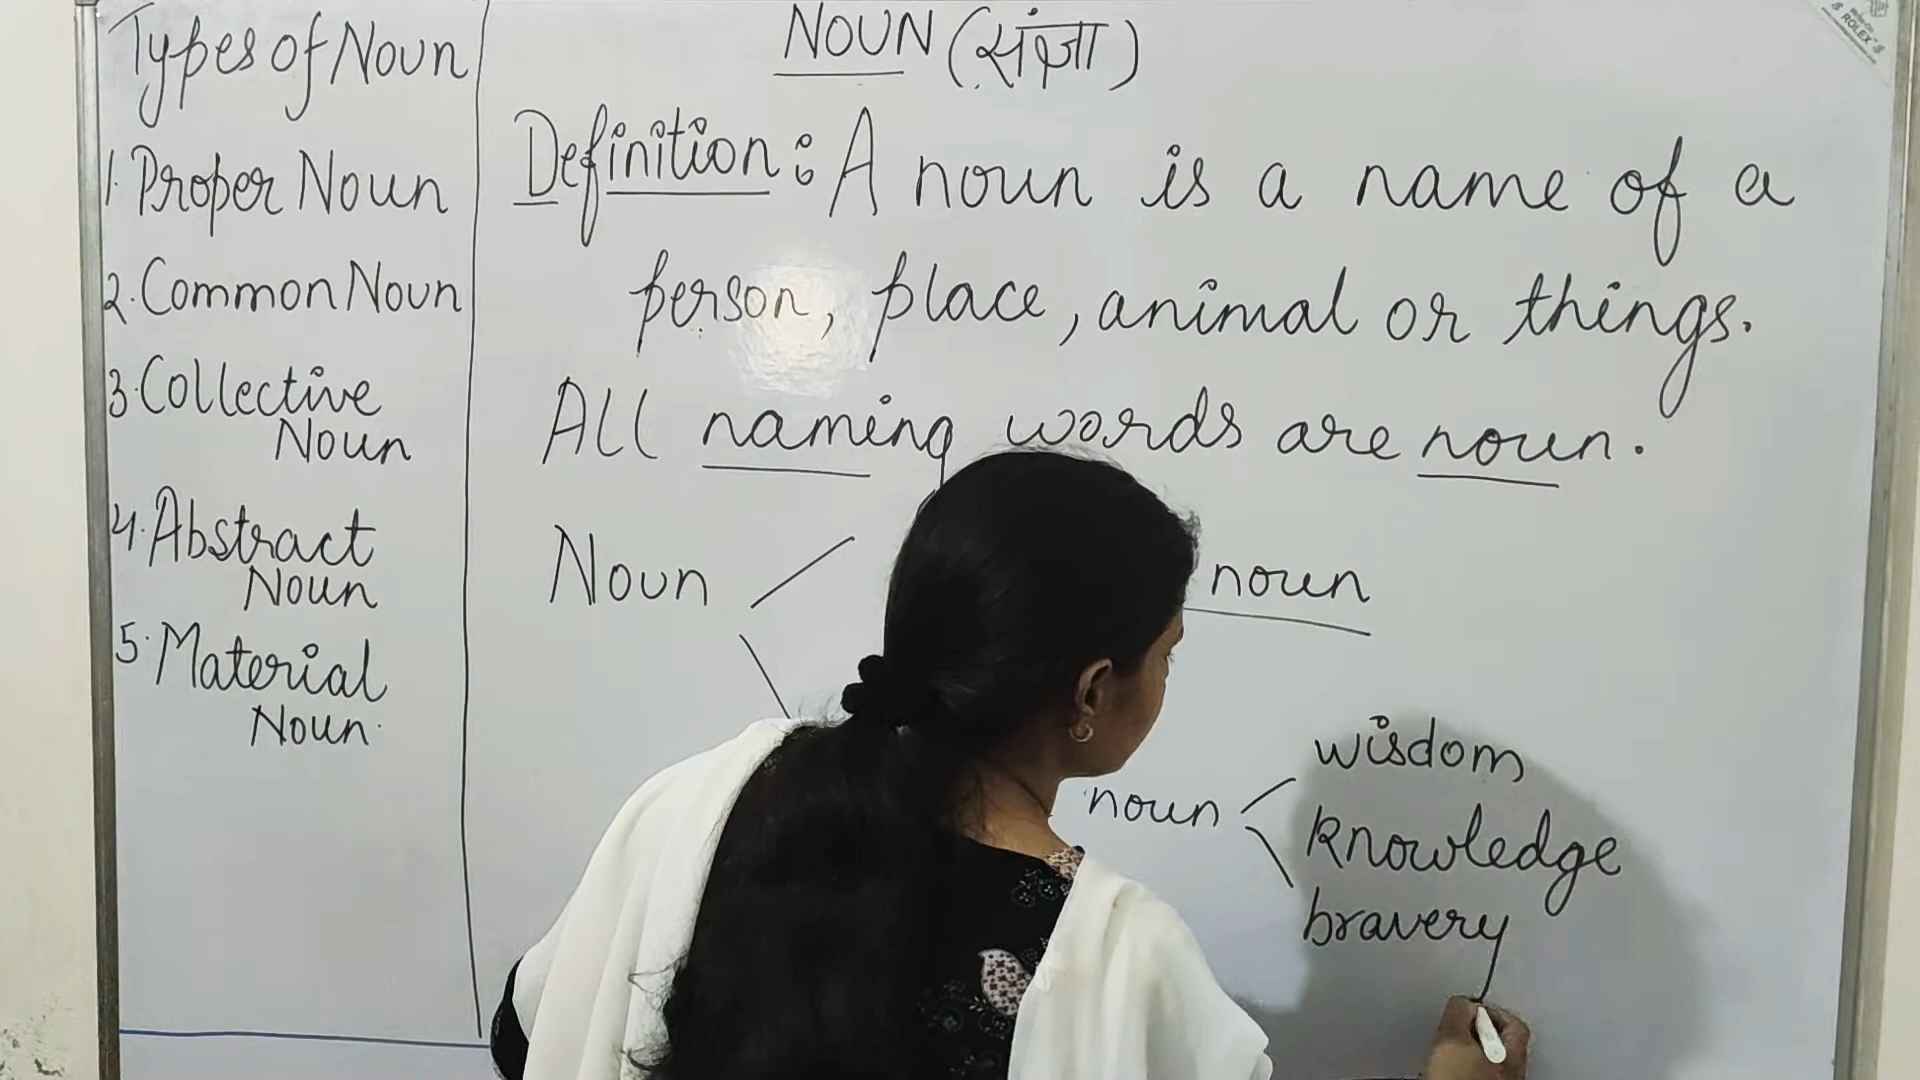 Types of Noun
1. Proper Noun
2. Common Noun
3. Collective
Noun
4. Abstract
Noun
5. Material
Noun.
NOUN (संज्ञा)
Definition: A noun is a name of a
person, place, animal or things.
All naming words are noun.
Noun
noun
noun
wisdom
knowledge
bravery
ROLEX